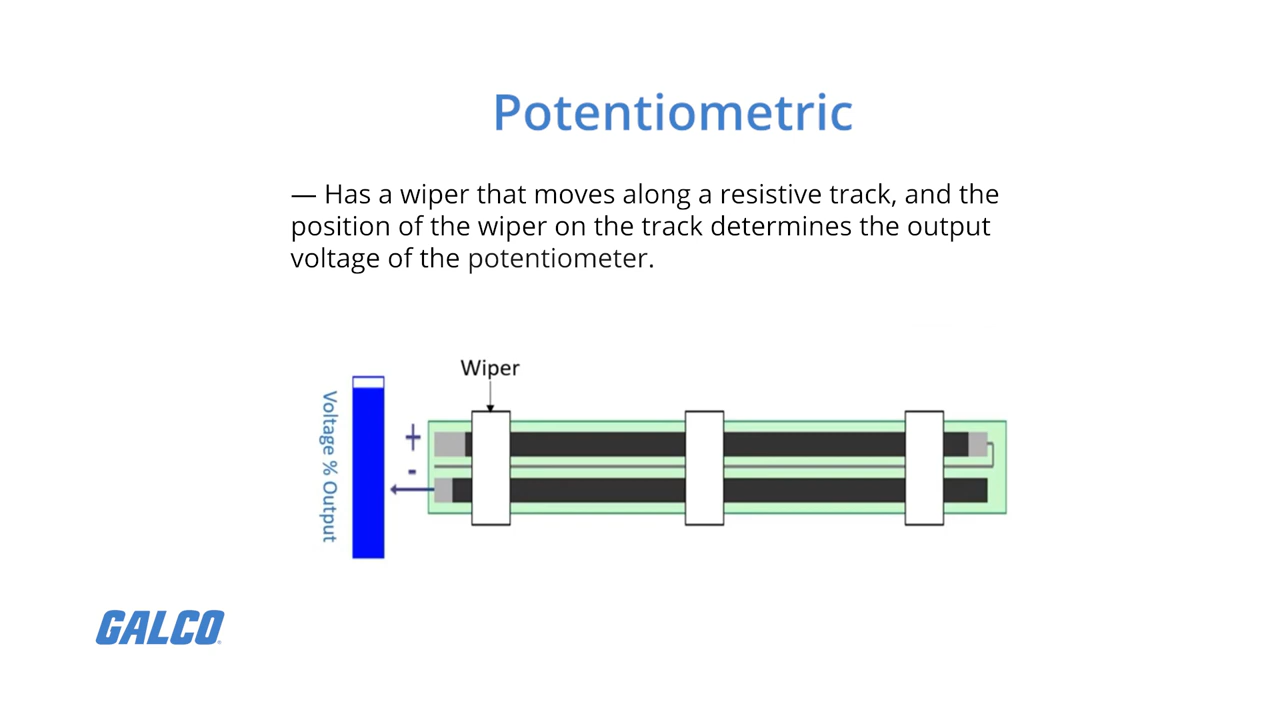 Potentiometric
— Has a wiper that moves along a resistive track, and the
position of the wiper on the track determines the output
voltage of the potentiometer.
Wiper
Voltage % Output
+
-
GALCO